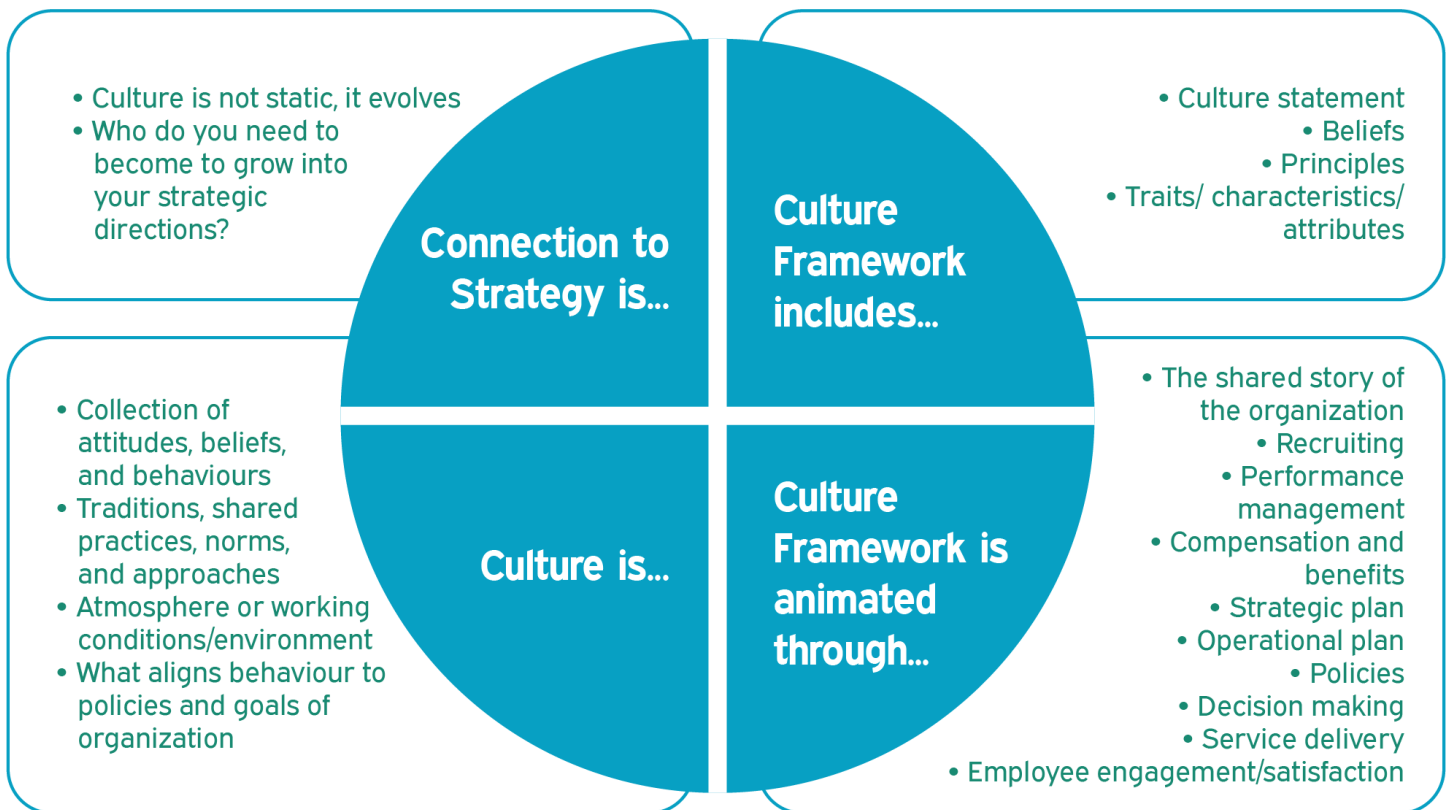 • Culture is not static, it evolves
• Who do you need to
become to grow into
your strategic
directions?
Connection to
Strategy is...
Culture
Framework
includes...
• Culture statement
• Beliefs
• Principles
• Traits/ characteristics/
attributes
• Collection of
attitudes, beliefs,
and behaviours
• Traditions, shared
practices, norms,
and approaches
• Atmosphere or working
conditions/environment
• What aligns behaviour to
policies and goals of
organization
Culture is...
Culture
Framework is
animated
through...
• The shared story of
the organization
• Recruiting
• Performance
management
• Compensation and
benefits
• Strategic plan
• Operational plan
• Policies
• Decision making
• Service delivery
• Employee engagement/satisfaction